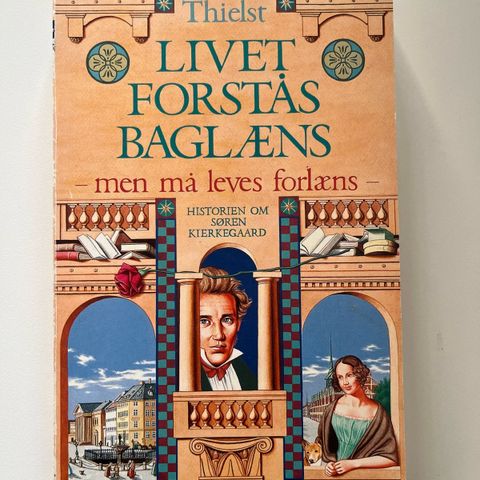 Thielst
LIVET
FORSTÅS
BAGLÆNS
– men må leves forlæns –
HISTORIEN OM
SØREN
KIERKEGAARD